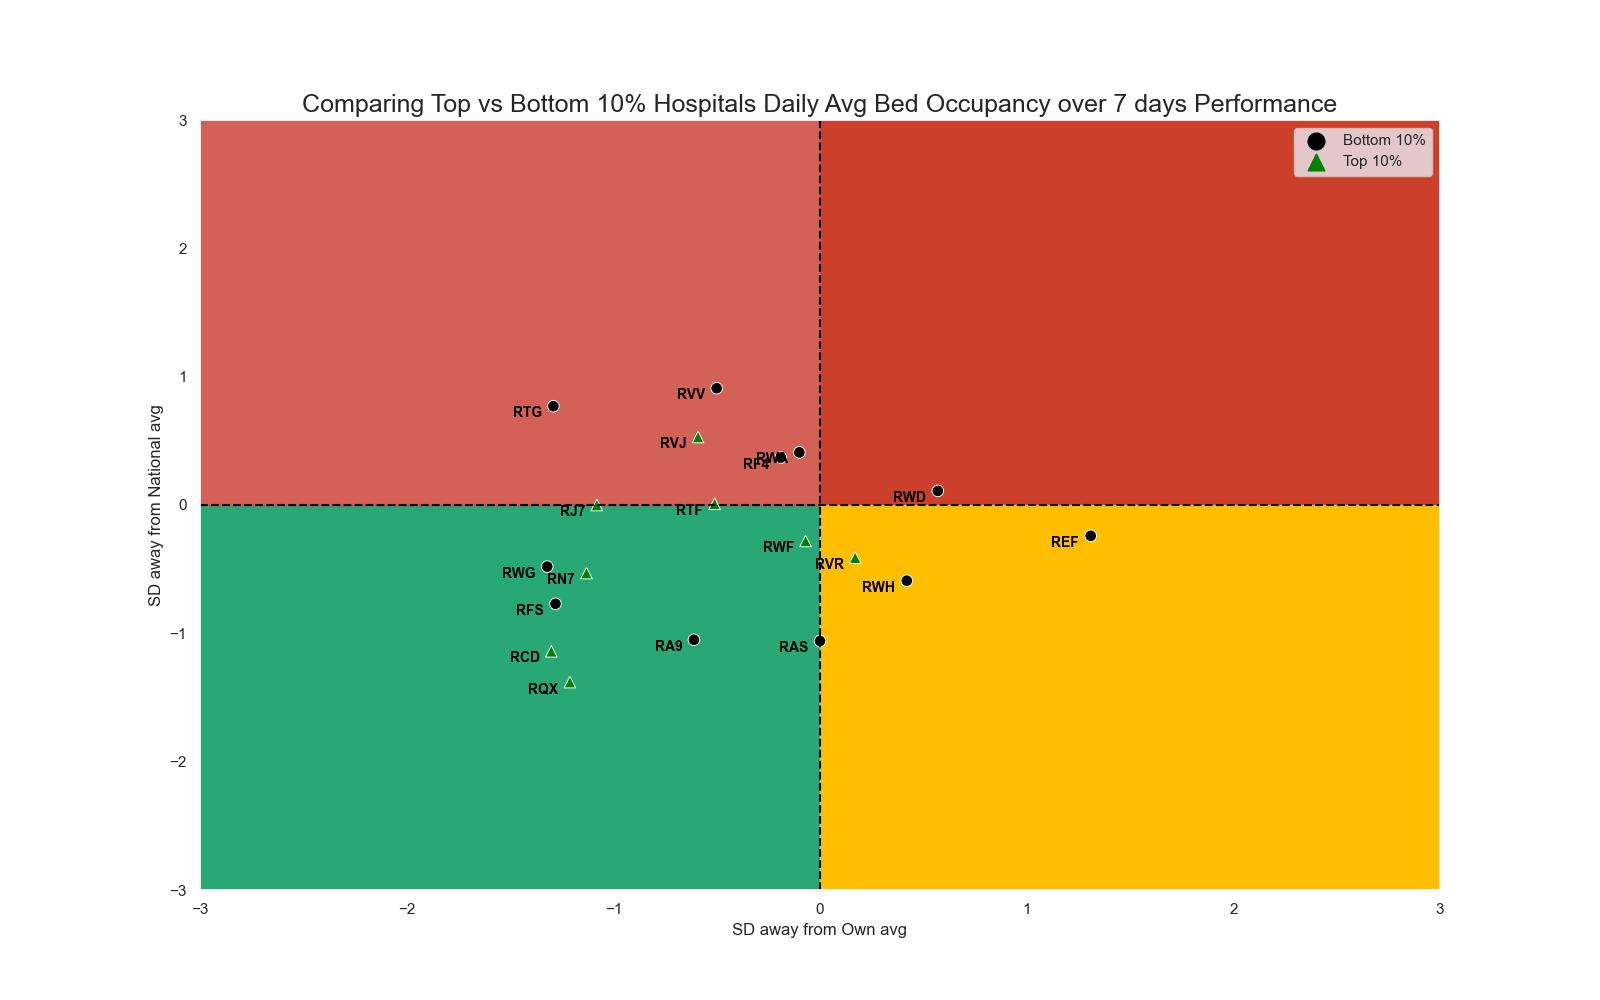 Comparing Top vs Bottom 10% Hospitals Daily Avg Bed Occupancy over 7 days Performance
3
Bottom 10%
Top 10%
2
1
RVV
RTG
RVJ
RWA
RF4
SD away from National avg
0
RWD
RJ7
RTF
REF
RWF
RVR
RWG
RN7
RWH
RFS
−1
RA9
RAS
RCD
RQX
−2
−3
−3
−2
−1
0
1
2
3
SD away from Own avg